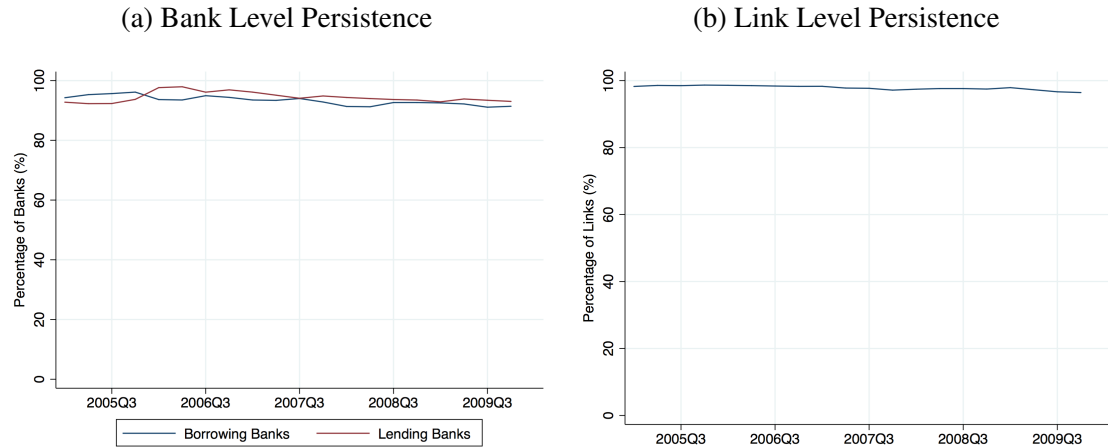 (a) Bank Level Persistence
Percentage of Banks (%)
100
80
60
40
20
0
2005Q3 2006Q3 2007Q3 2008Q3 2009Q3
Borrowing Banks Lending Banks
(b) Link Level Persistence
Percentage of Links (%)
100
80
60
40
20
0
2005Q3 2006Q3 2007Q3 2008Q3 2009Q3